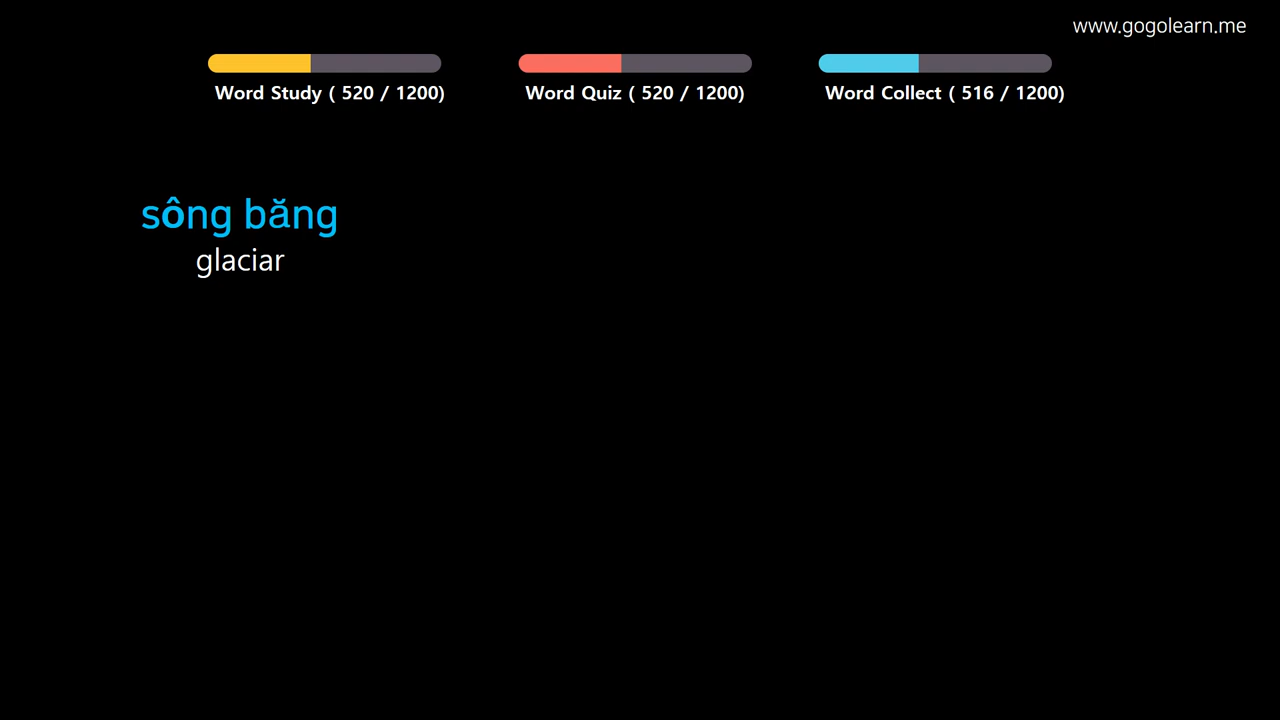 www.gogolearn.me
Word Study ( 520 / 1200)
Word Quiz ( 520 / 1200)
Word Collect ( 516 / 1200)
sông băng
glaciar